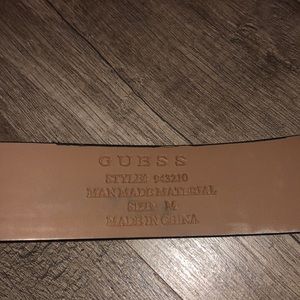 GUESS
STYLE: 943210
MAN MADE MATERIAL
SIZE: M
MADE IN CHINA